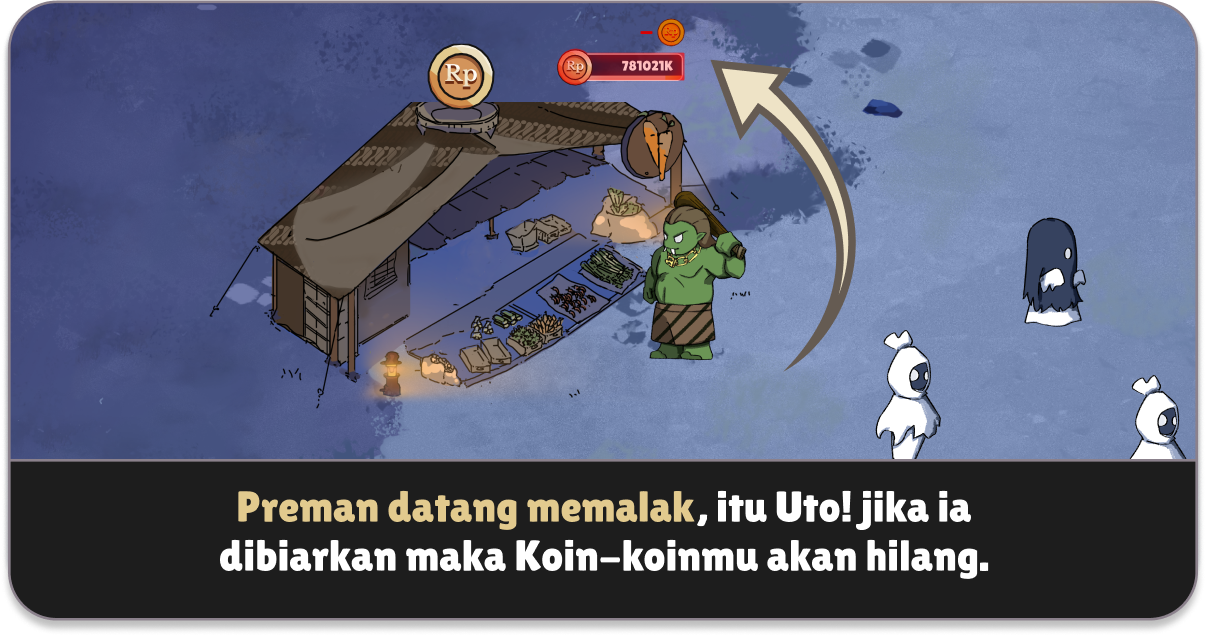 Rp
Rp 781021K
Preman datang memalak, itu Uto! jika ia
dibiarkan maka Koin-koinmu akan hilang.